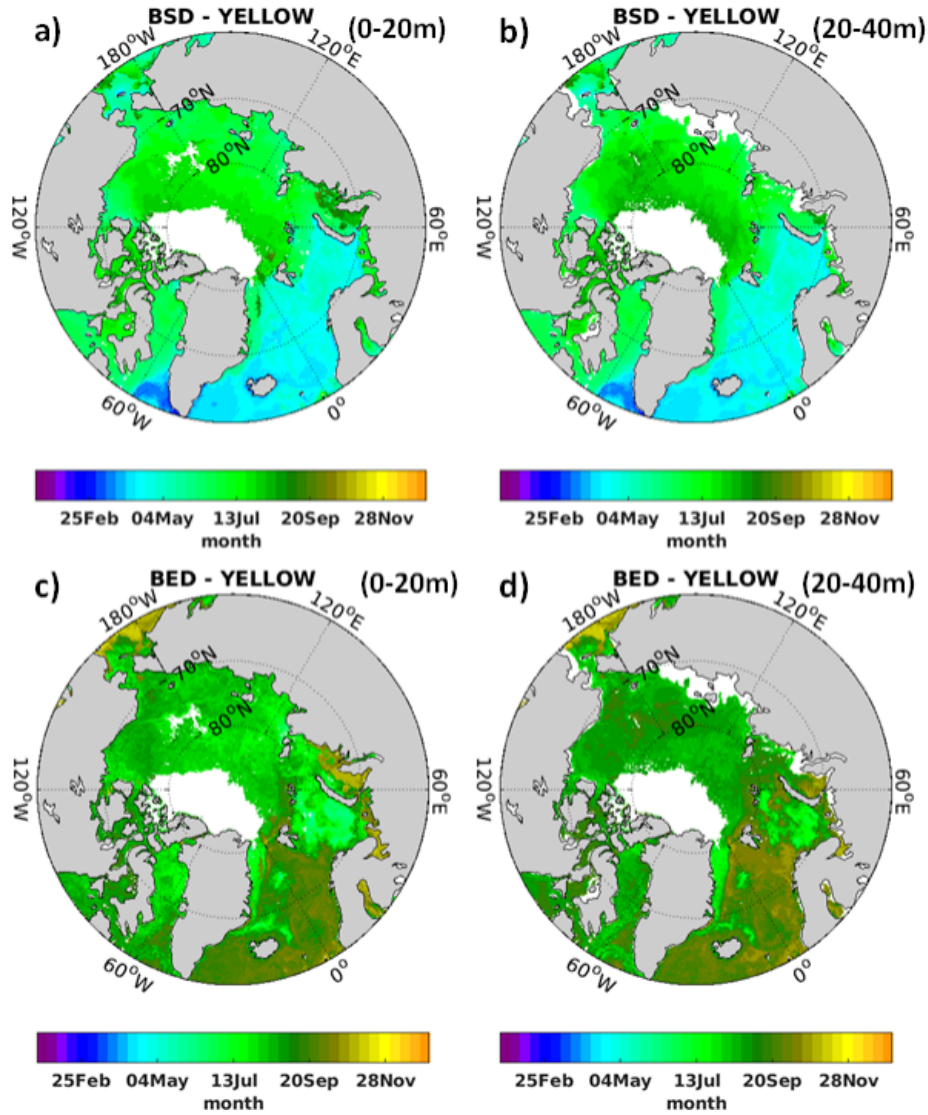 a) BSD - YELLOW (0-20m)
180°W 120°E
70°N
80°N
120°W 60°E
60°W 0°
25Feb 04May 13Jul 20Sep 28Nov
month
b) BSD - YELLOW (20-40m)
180°W 120°E
70°N
80°N
120°W 60°E
60°W 0°
25Feb 04May 13Jul 20Sep 28Nov
month
c) BED - YELLOW (0-20m)
180°W 120°E
70°N
80°N
120°W 60°E
60°W 0°
25Feb 04May 13Jul 20Sep 28Nov
month
d) BED - YELLOW (20-40m)
180°W 120°E
70°N
80°N
120°W 60°E
60°W 0°
25Feb 04May 13Jul 20Sep 28Nov
month